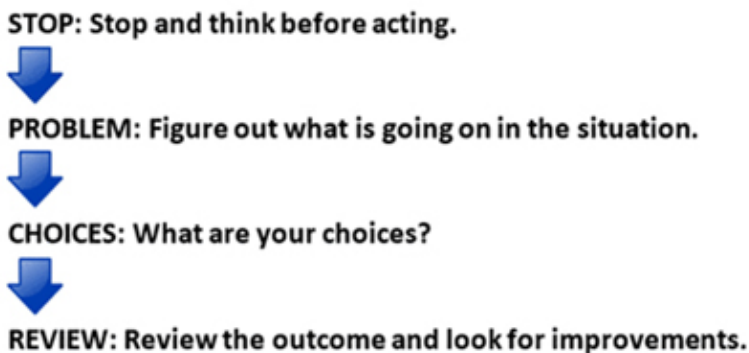 STOP: Stop and think before acting.
PROBLEM: Figure out what is going on in the situation.
CHOICES: What are your choices?
REVIEW: Review the outcome and look for improvements.